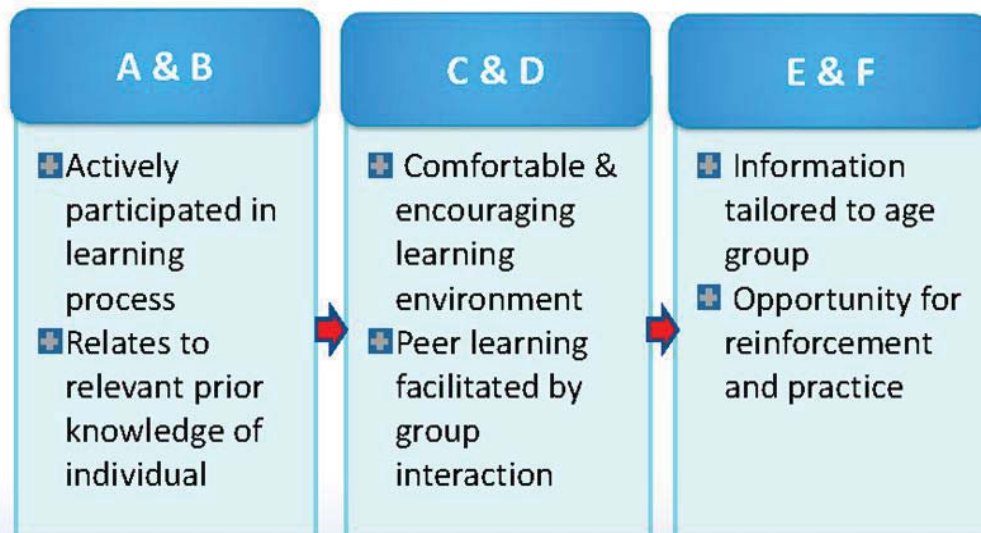 A & B
Actively
participated in
learning
process
Relates to
relevant prior
knowledge of
individual
C & D
Comfortable &
encouraging
learning
environment
Peer learning
facilitated by
group
interaction
E & F
Information
tailored to age
group
Opportunity for
reinforcement
and practice